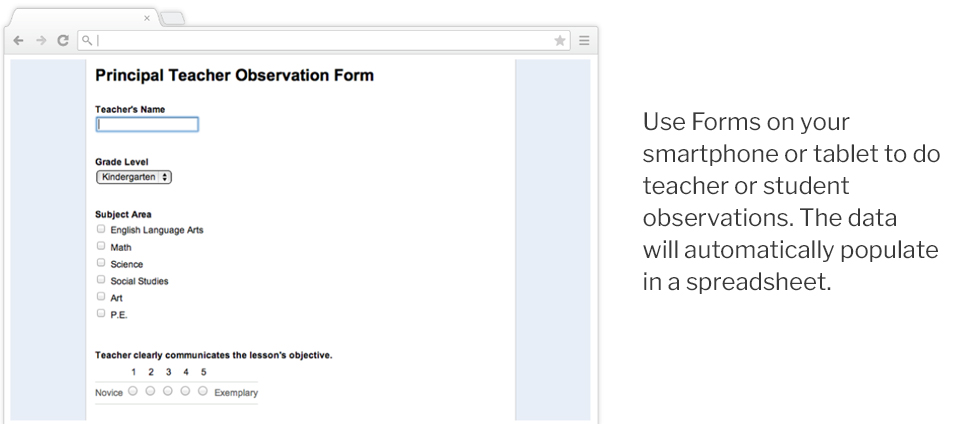 Principal Teacher Observation Form
Teacher's Name
Grade Level
Kindergarten
Subject Area
English Language Arts
Math
Science
Social Studies
Art
P.E.
Teacher clearly communicates the lesson's objective.
1 2 3 4 5
Novice Exemplary
Use Forms on your
smartphone or tablet to do
teacher or student
observations. The data
will automatically populate
in a spreadsheet.